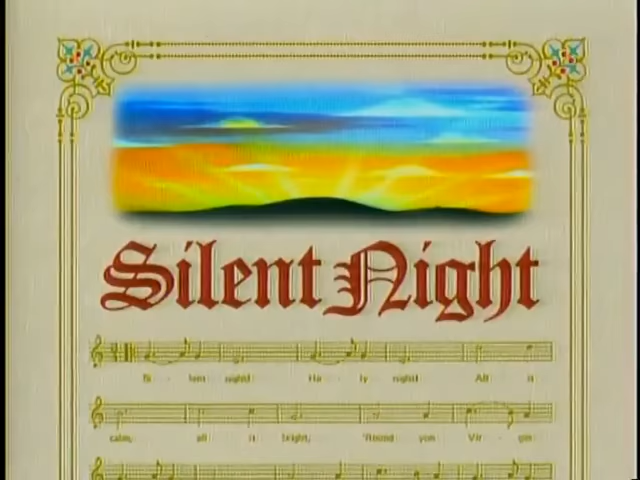 Silent Night
Si - lent night! Ho - ly night! All is
calm, all is bright, 'Round yon Vir - gin